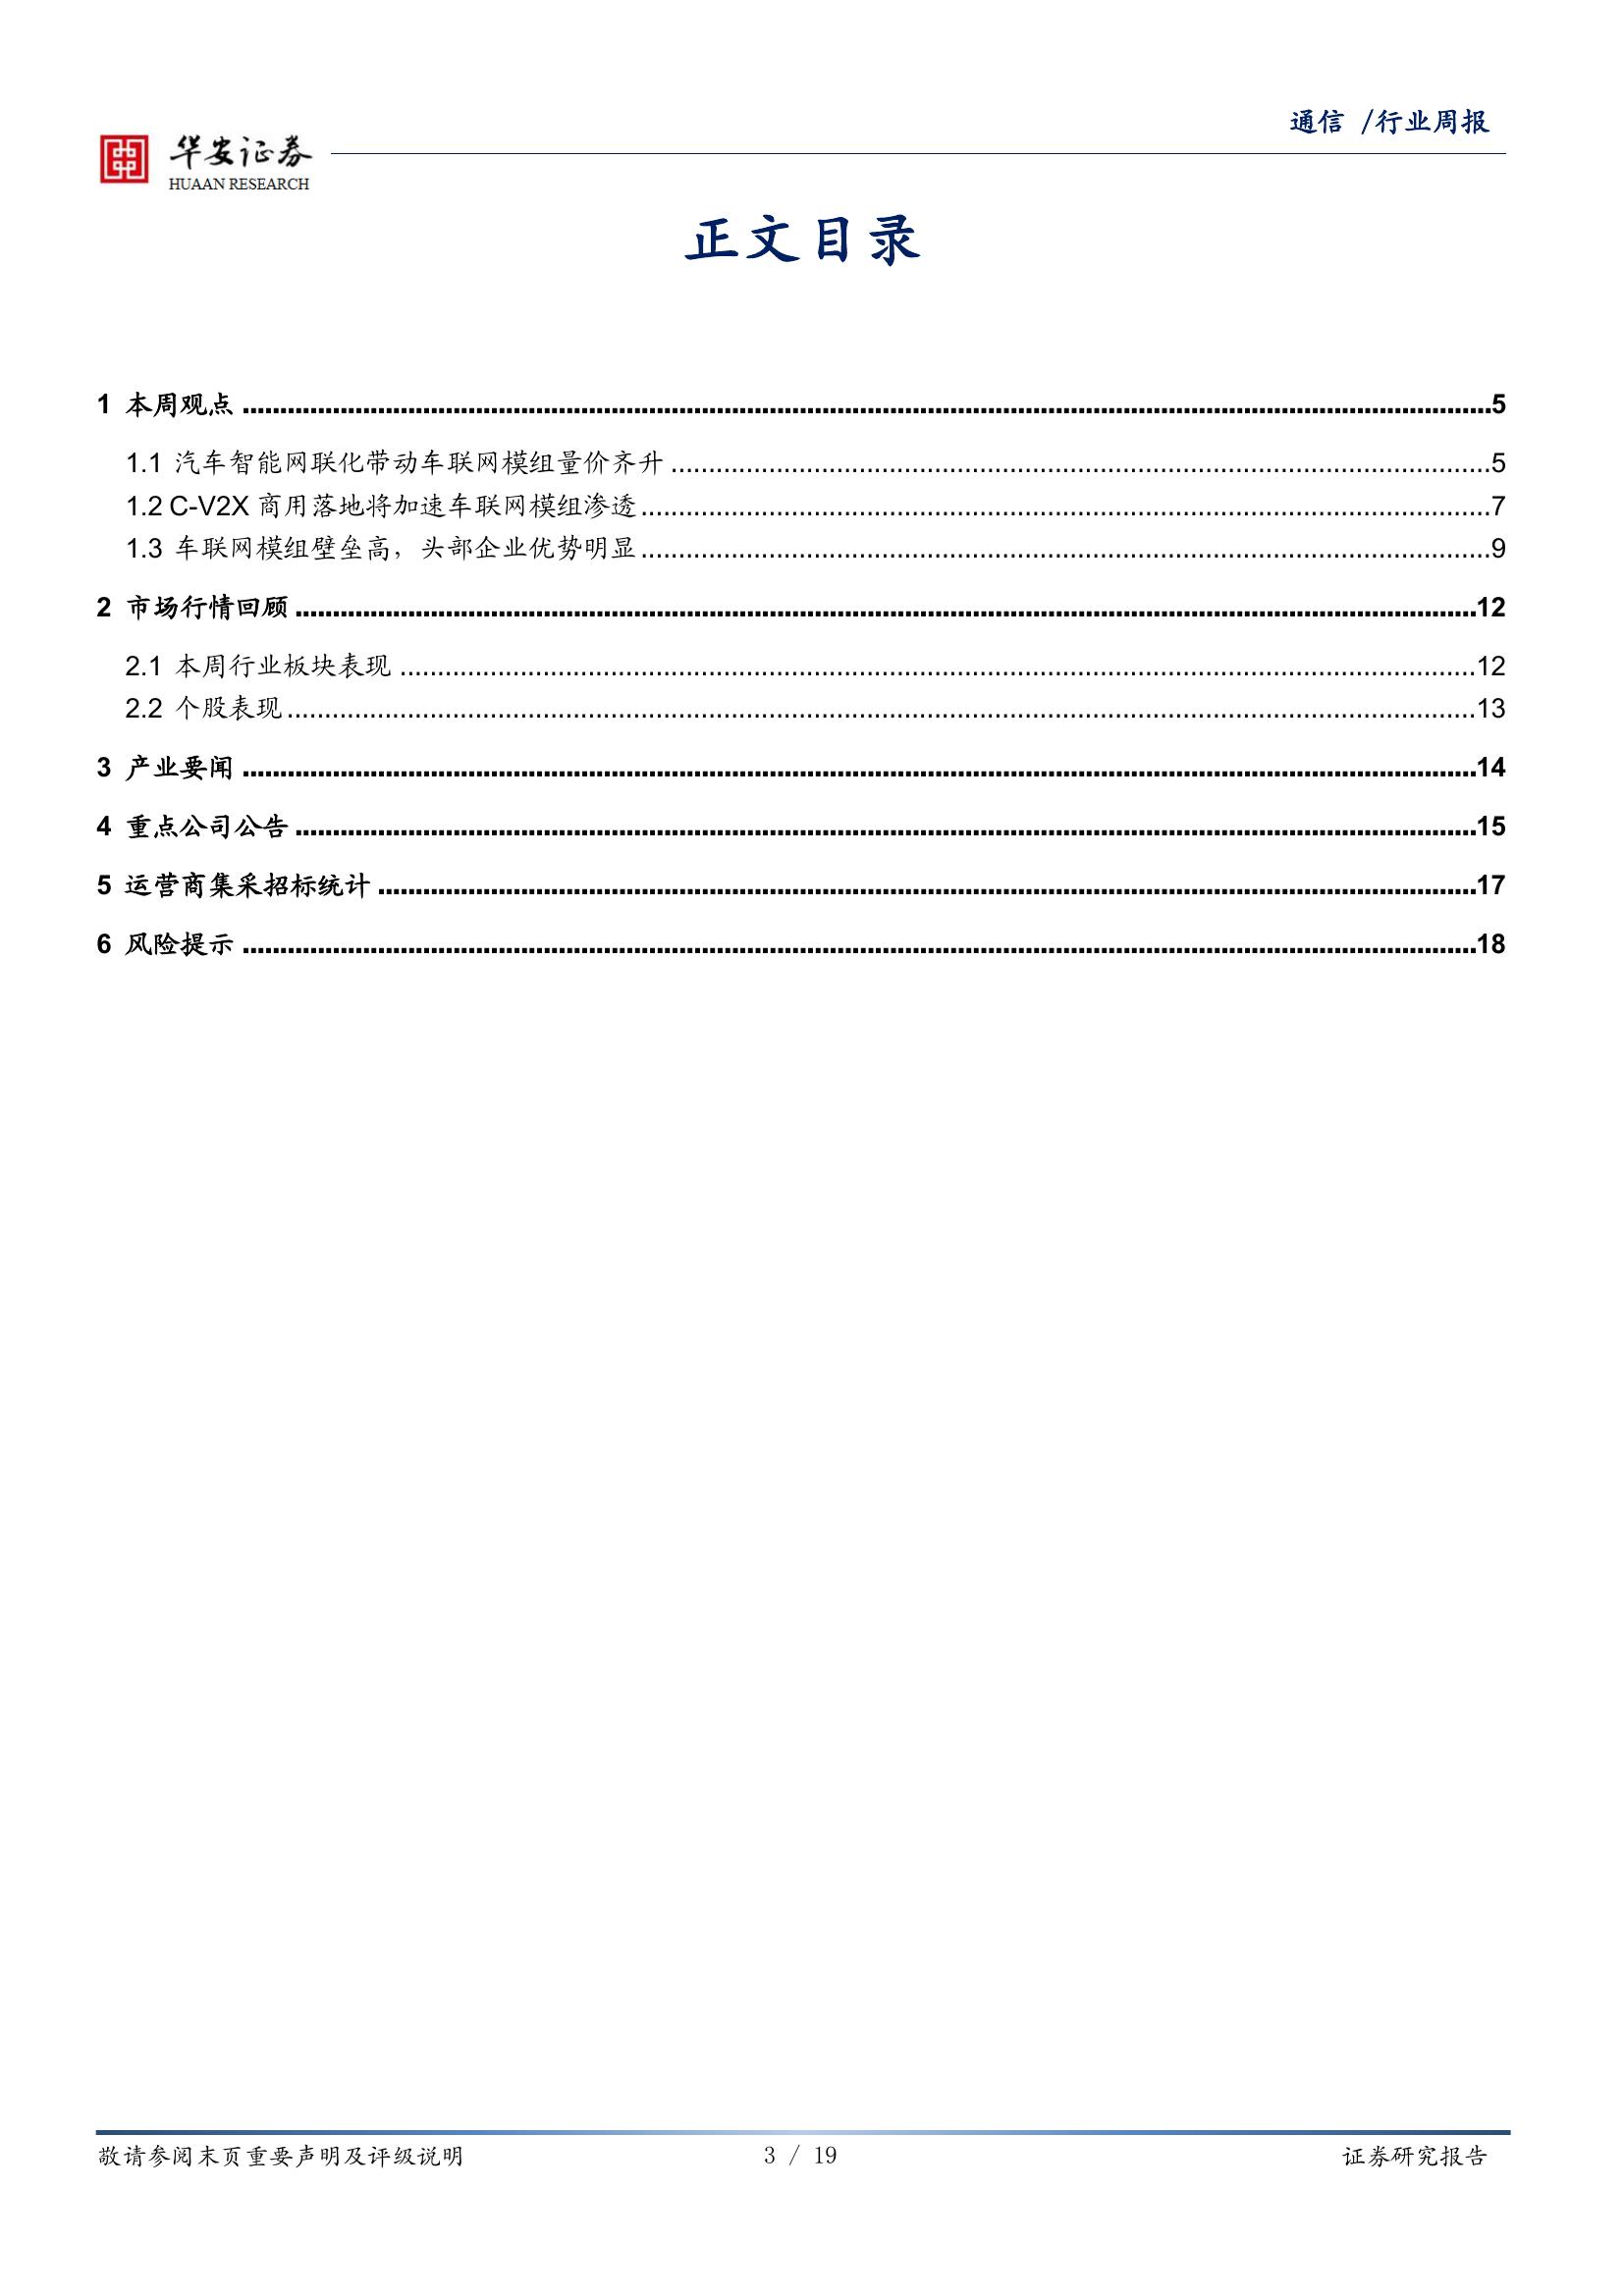 通信 /行业周报
华安证券
HUAAN RESEARCH
正文目录
1 本周观点 ........................................................................ 5
1.1 汽车智能网联化带动车联网模组量价齐升 ........................................................................ 5
1.2 C-V2X 商用落地将加速车联网模组渗透 ........................................................................ 7
1.3 车联网模组壁垒高，头部企业优势明显 ........................................................................ 9
2 市场行情回顾 ........................................................................ 12
2.1 本周行业板块表现 ........................................................................ 12
2.2 个股表现 ........................................................................ 13
3 产业要闻 ........................................................................ 14
4 重点公司公告 ........................................................................ 15
5 运营商集采招标统计 ........................................................................ 17
6 风险提示 ........................................................................ 18
敬请参阅末页重要声明及评级说明 3 / 19 证券研究报告